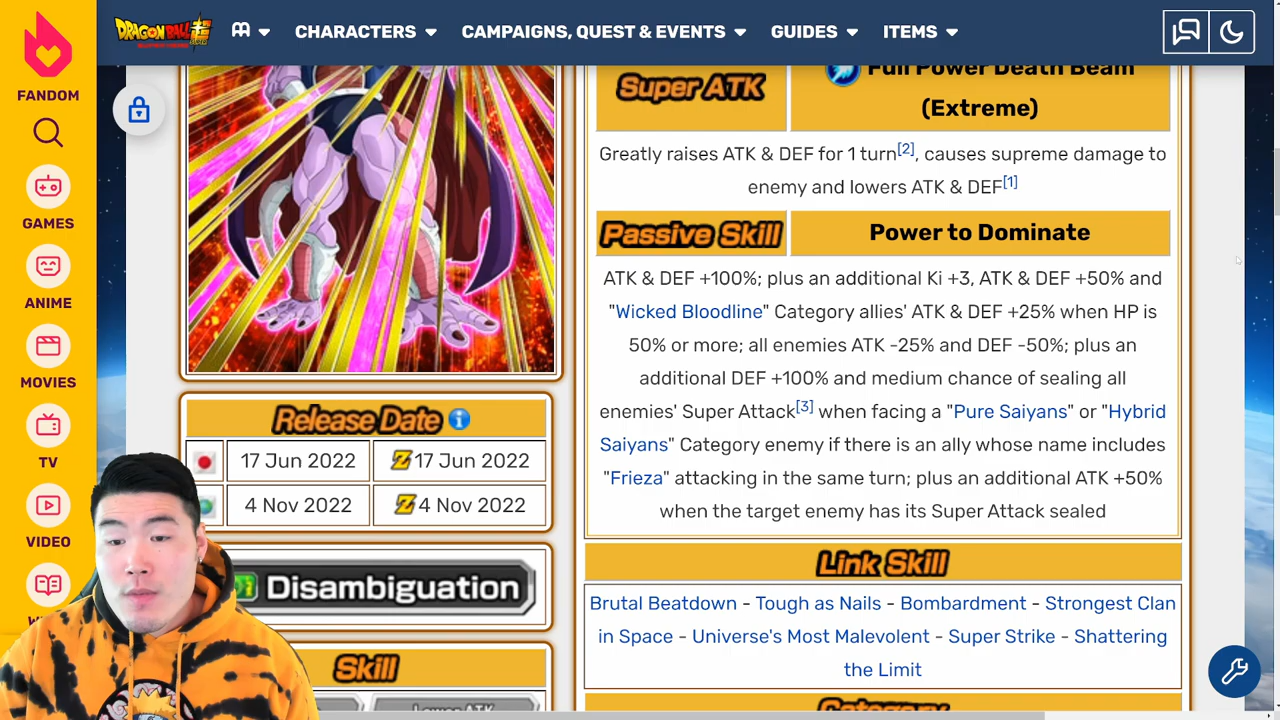 DRAGONBALL
CHARACTERS
CAMPAIGNS, QUEST & EVENTS
GUIDES
ITEMS
FANDOM
GAMES
ANIME
MOVIES
TV
VIDEO
Super ATK
Full Power Death Beam
(Extreme)
Greatly raises ATK & DEF for 1 turn[2], causes supreme damage to
enemy and lowers ATK & DEF[1]
Passive Skill
Power to Dominate
ATK & DEF +100%; plus an additional Ki +3, ATK & DEF +50% and
"Wicked Bloodline" Category allies' ATK & DEF +25% when HP is
50% or more; all enemies ATK -25% and DEF -50%; plus an
additional DEF +100% and medium chance of sealing all
enemies' Super Attack[3] when facing a "Pure Saiyans" or "Hybrid
Saiyans" Category enemy if there is an ally whose name includes
"Frieza" attacking in the same turn; plus an additional ATK +50%
when the target enemy has its Super Attack sealed
Link Skill
Brutal Beatdown - Tough as Nails - Bombardment - Strongest Clan
in Space - Universe's Most Malevolent - Super Strike - Shattering
the Limit
Category
Release Date
17 Jun 2022 Z 17 Jun 2022
4 Nov 2022 Z 4 Nov 2022
Disambiguation
Skill
Lower ATK